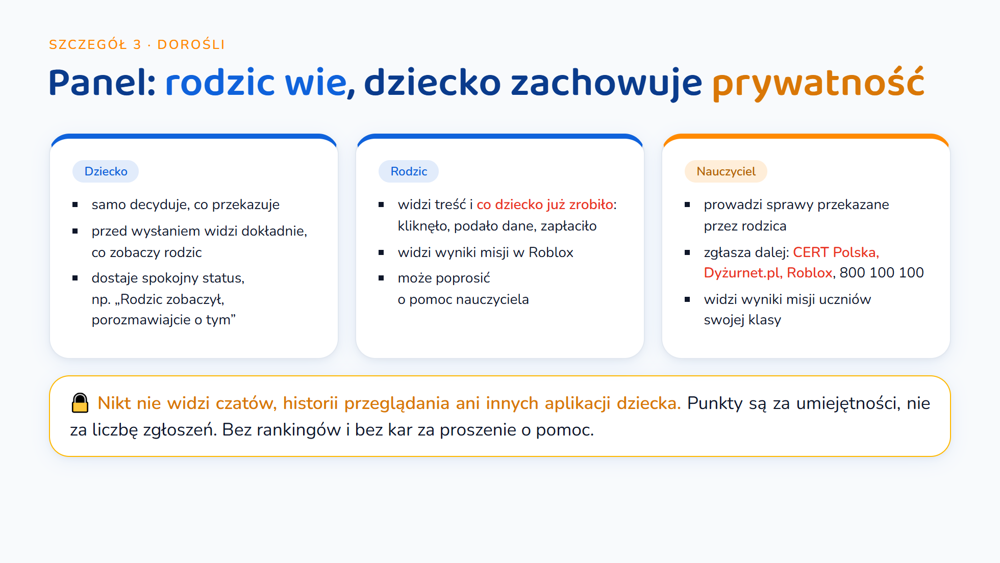 SZCZEGÓŁ 3 · DOROŚLI
Panel: rodzic wie, dziecko zachowuje prywatność
Dziecko
▪ samo decyduje, co przekazuje
▪ przed wysłaniem widzi dokładnie,
co zobaczy rodzic
▪ dostaje spokojny status,
np. „Rodzic zobaczył,
porozmawiajcie o tym”
Rodzic
▪ widzi treść i co dziecko już zrobiło:
kliknęło, podało dane, zapłaciło
▪ widzi wyniki misji w Roblox
▪ może poprosić
o pomoc nauczyciela
Nauczyciel
▪ prowadzi sprawy przekazane
przez rodzica
▪ zgłasza dalej: CERT Polska,
Dyżurnet.pl, Roblox, 800 100 100
▪ widzi wyniki misji uczniów
swojej klasy
🔒 Nikt nie widzi czatów, historii przeglądania ani innych aplikacji dziecka. Punkty są za umiejętności, nie
za liczbę zgłoszeń. Bez rankingów i bez kar za proszenie o pomoc.